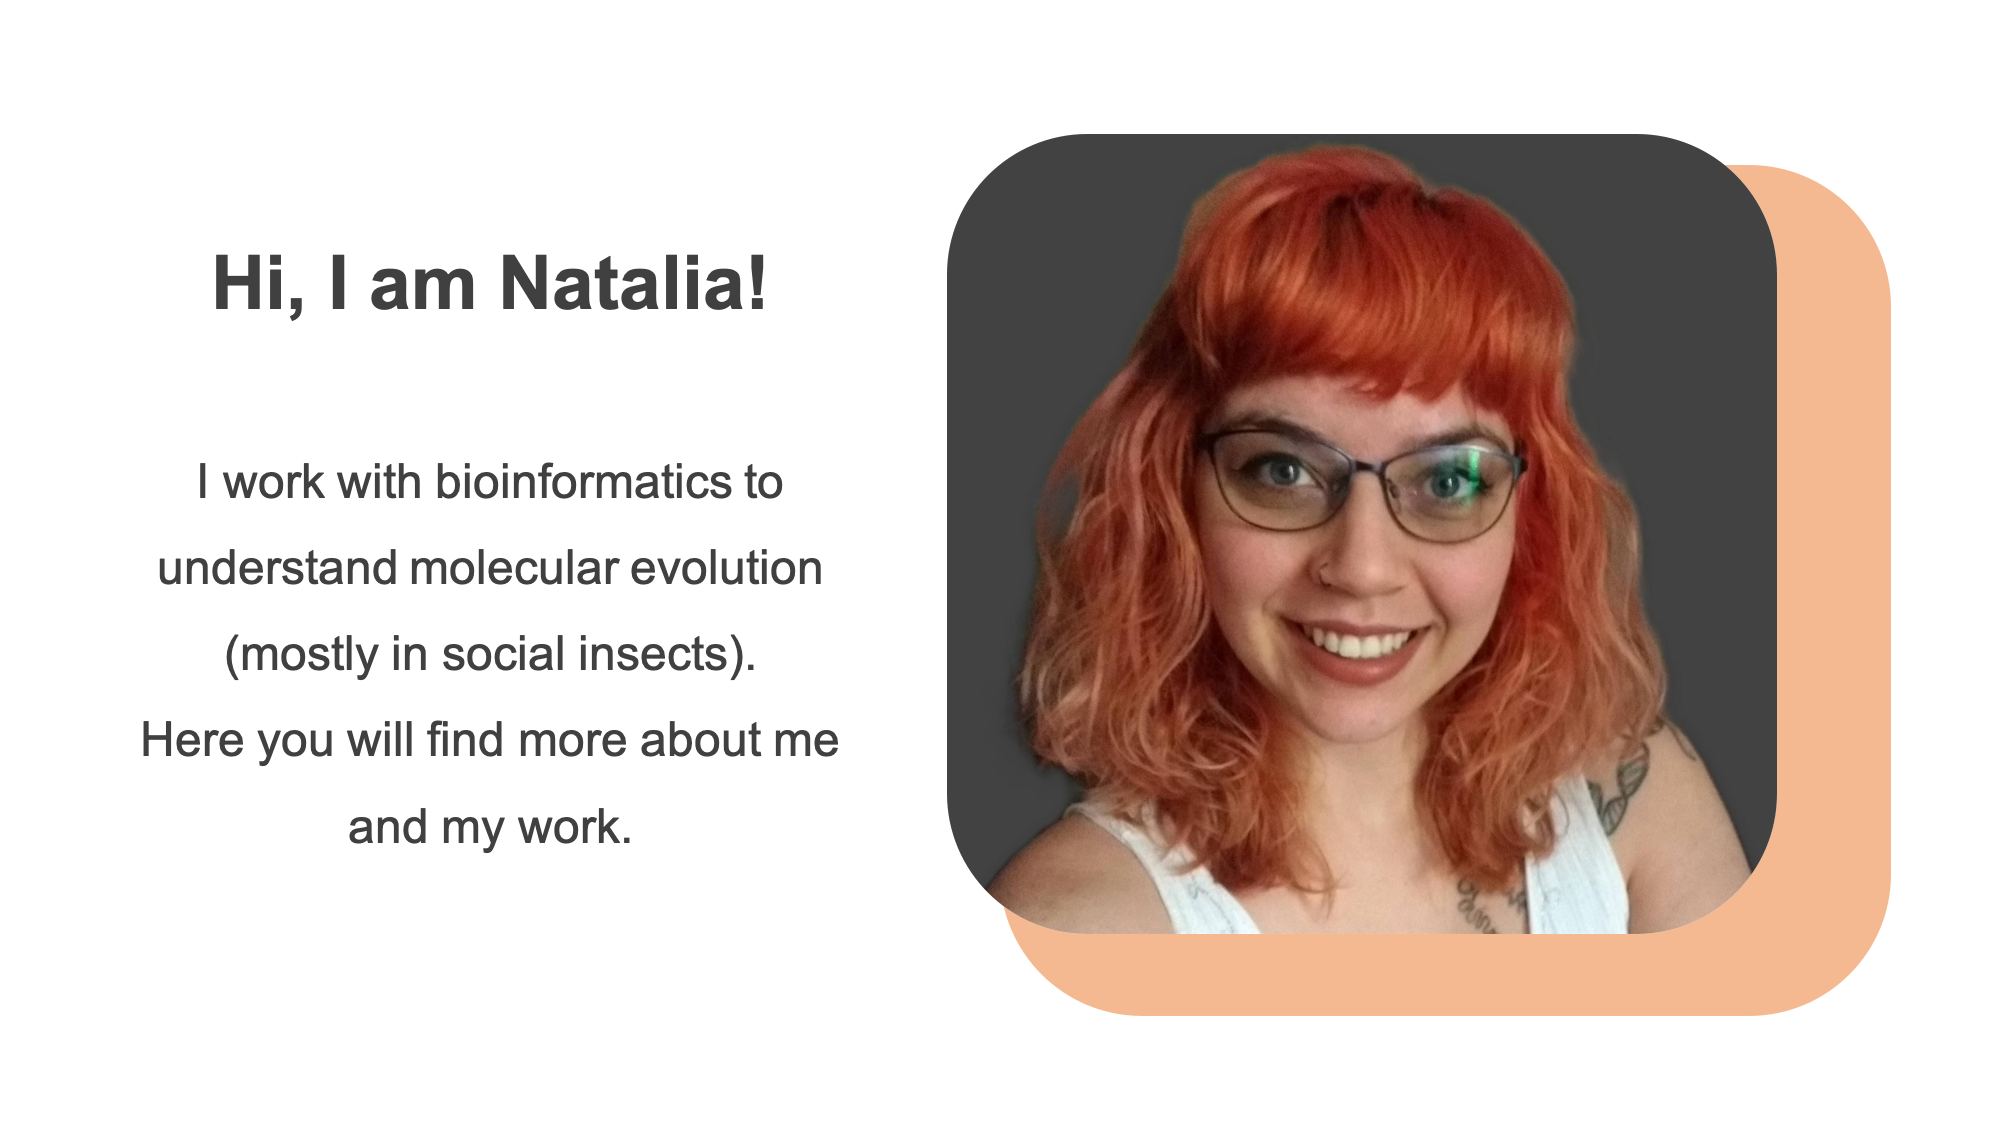 Hi, I am Natalia!
I work with bioinformatics to
understand molecular evolution
(mostly in social insects).
Here you will find more about me
and my work.